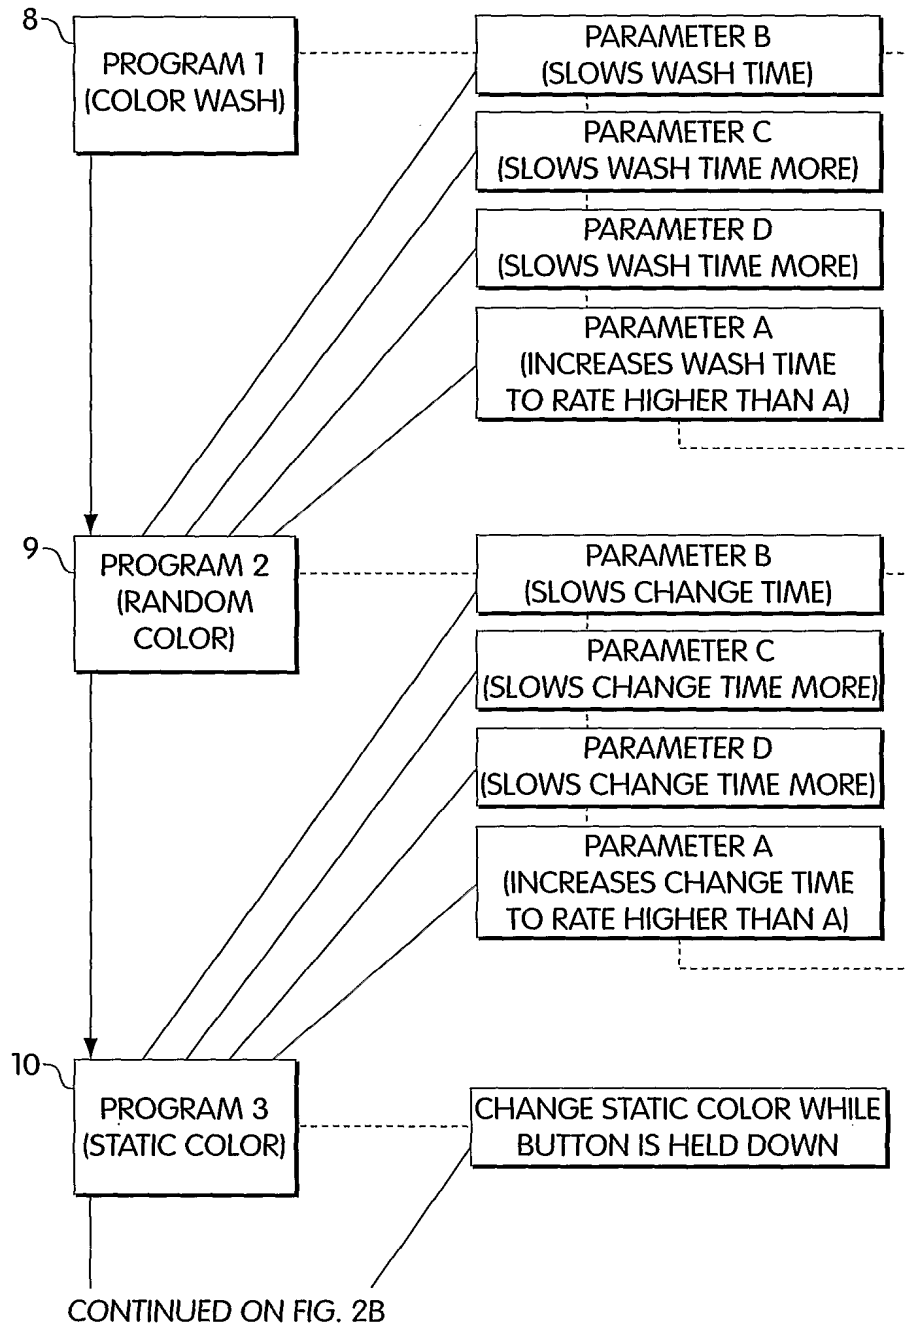 8
PROGRAM 1
(COLOR WASH)
PARAMETER B
(SLOWS WASH TIME)
PARAMETER C
(SLOWS WASH TIME MORE)
PARAMETER D
(SLOWS WASH TIME MORE)
PARAMETER A
(INCREASES WASH TIME
TO RATE HIGHER THAN A)
9
PROGRAM 2
(RANDOM
COLOR)
PARAMETER B
(SLOWS CHANGE TIME)
PARAMETER C
(SLOWS CHANGE TIME MORE)
PARAMETER D
(SLOWS CHANGE TIME MORE)
PARAMETER A
(INCREASES CHANGE TIME
TO RATE HIGHER THAN A)
10
PROGRAM 3
(STATIC COLOR)
CHANGE STATIC COLOR WHILE
BUTTON IS HELD DOWN
CONTINUED ON FIG. 2B